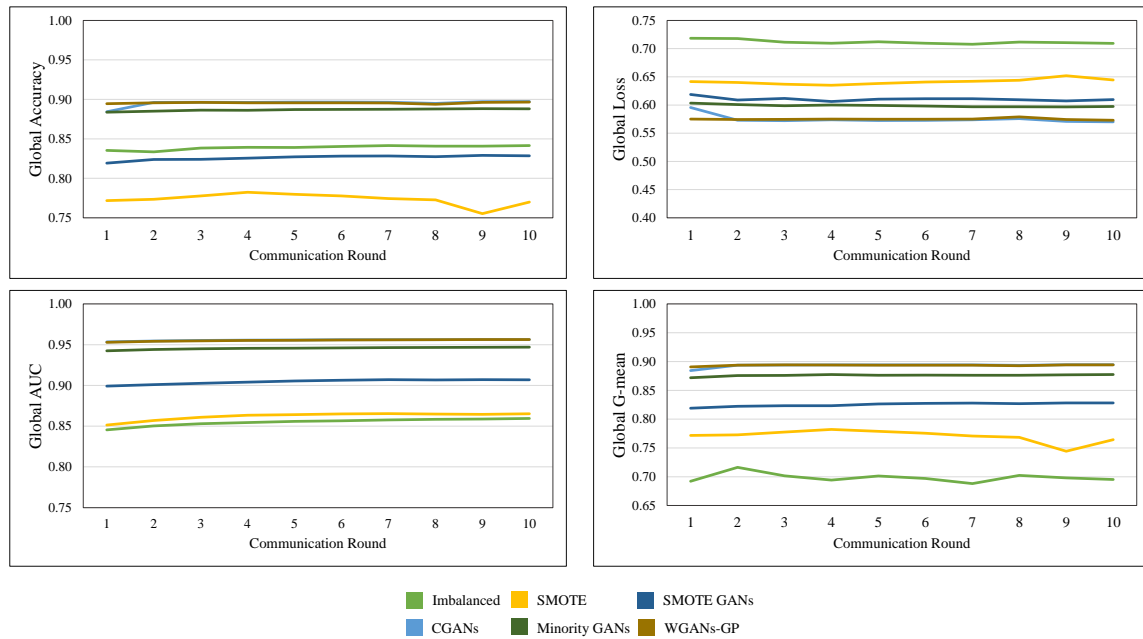 1.00
0.95
0.90
0.85
0.80
0.75
Global Accuracy
1 2 3 4 5 6 7 8 9 10
Communication Round
0.75
0.70
0.65
0.60
0.55
0.50
0.45
0.40
Global Loss
1 2 3 4 5 6 7 8 9 10
Communication Round
1.00
0.95
0.90
0.85
0.80
0.75
Global AUC
1 2 3 4 5 6 7 8 9 10
Communication Round
1.00
0.95
0.90
0.85
0.80
0.75
0.70
0.65
Global G-mean
1 2 3 4 5 6 7 8 9 10
Communication Round
Imbalanced SMOTE SMOTE GANs
CGANs Minority GANs WGANs-GP